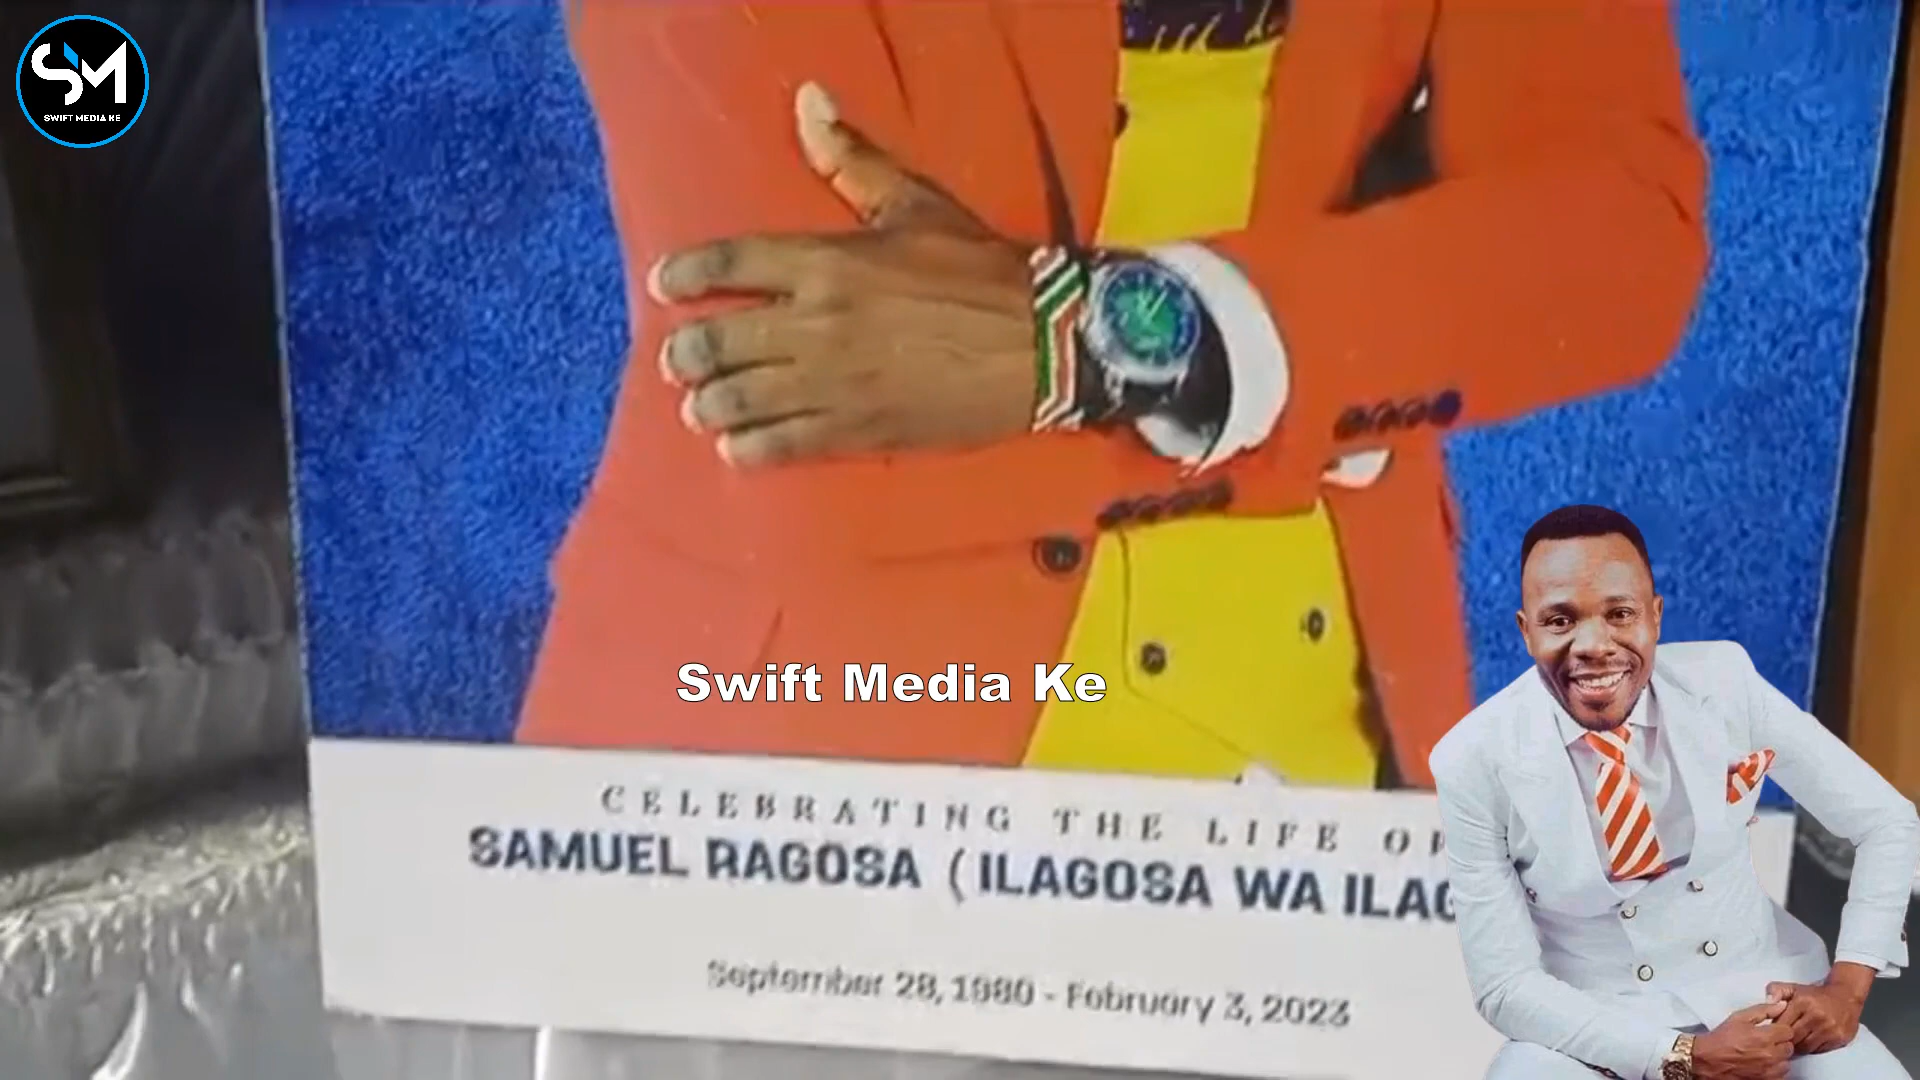 SM
SWIFT MEDIA KE
Swift Media Ke
CELEBRATING THE LIFE OF
SAMUEL RAGOSA (ILAGOSA WA ILAG
September 28, 1980 - February 3, 2023